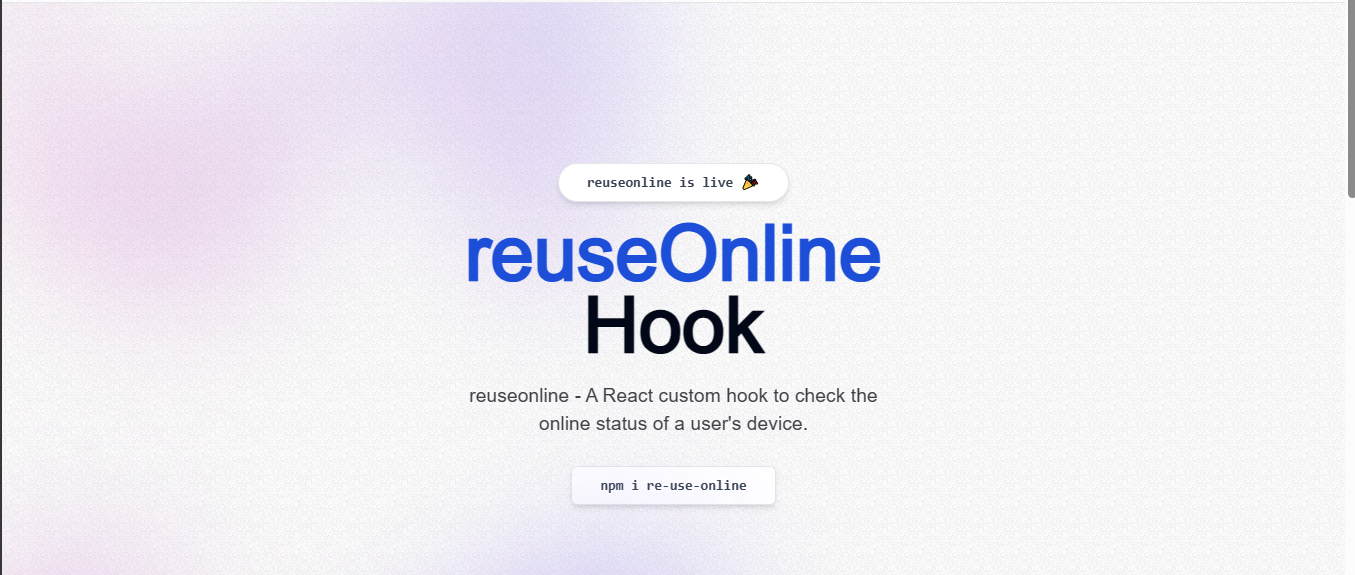 reuseonline is live 🎉
reuseOnline
Hook
reuseonline - A React custom hook to check the
online status of a user's device.
npm i re-use-online